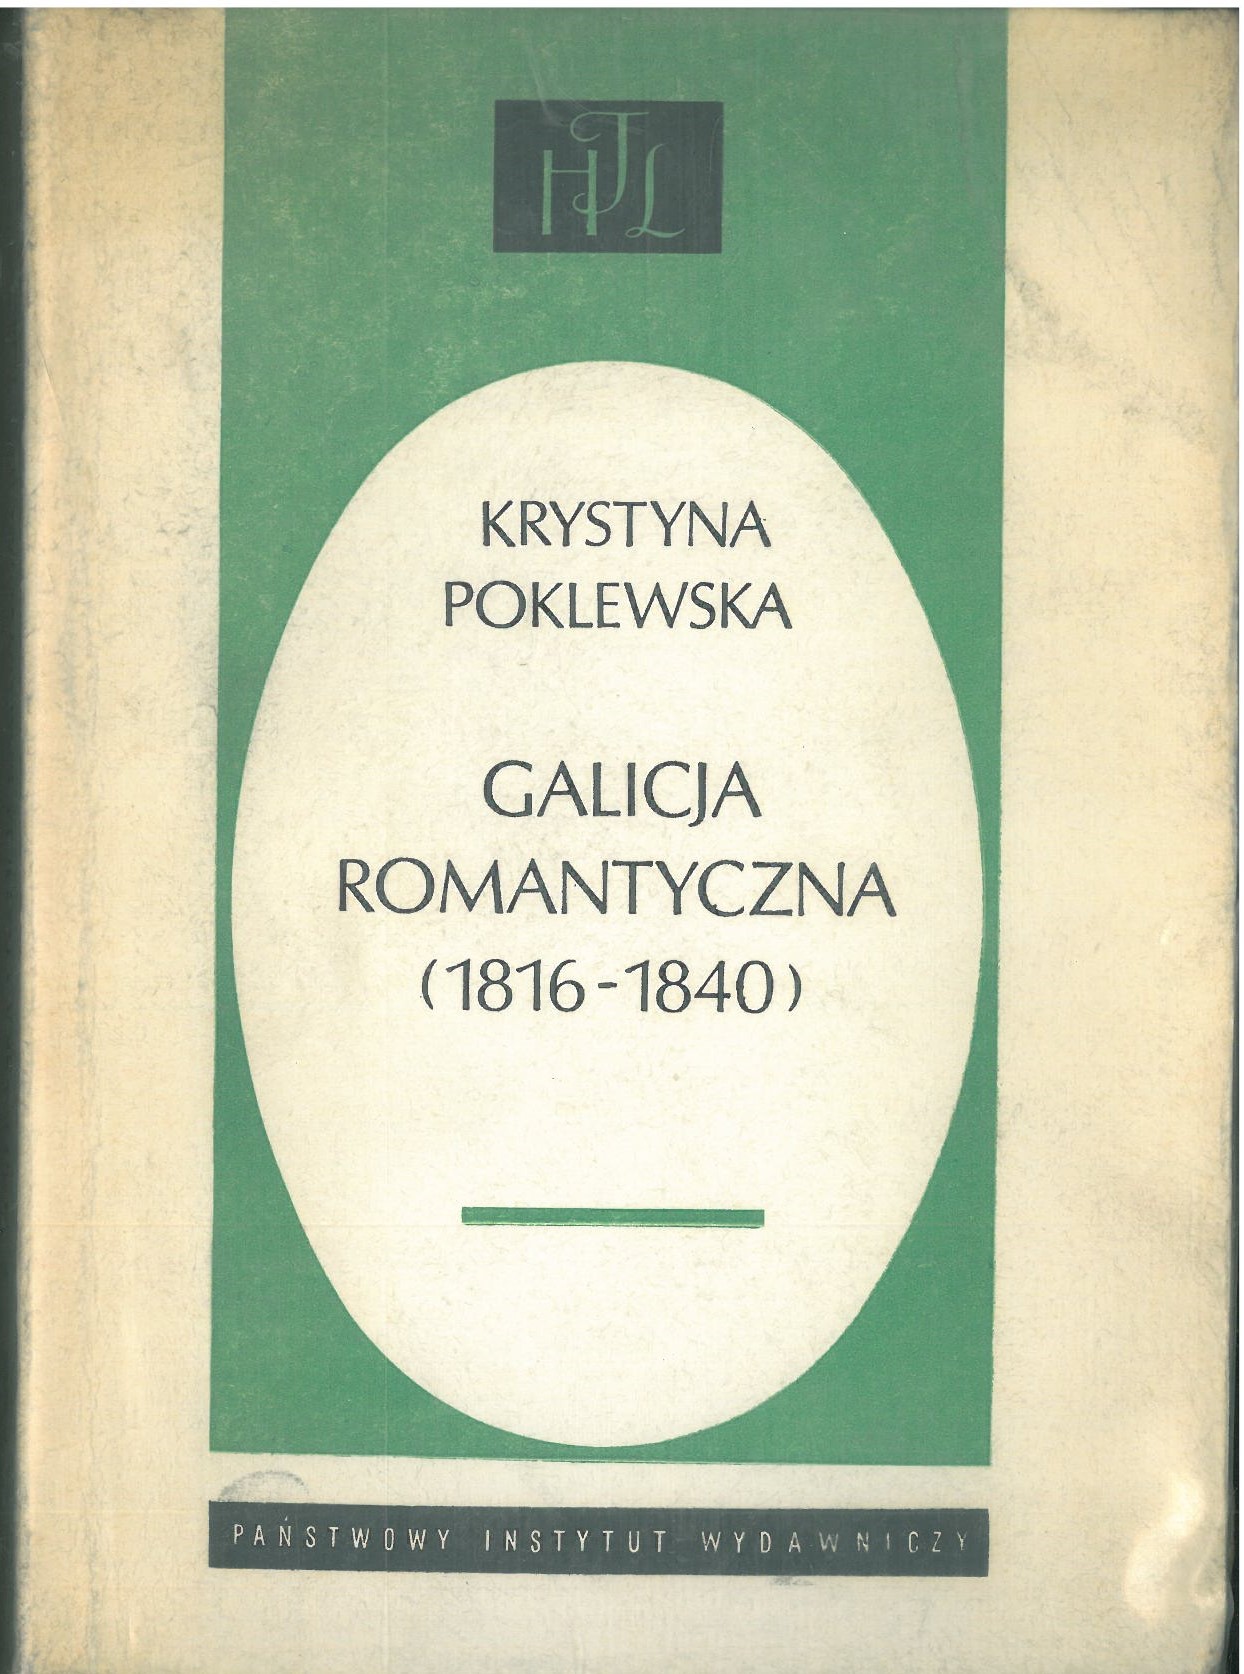 HTL
KRYSTYNA
POKLEWSKA
GALICJA
ROMANTYCZNA
(1816-1840)
PAŃSTWOWY INSTYTUT WYDAWNICZY